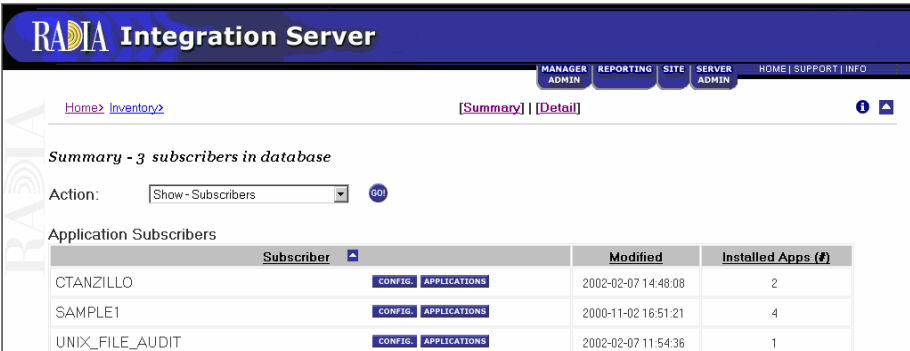 RADIA Integration Server
MANAGER ADMIN REPORTING SITE SERVER ADMIN HOME | SUPPORT | INFO
Home> Inventory> [Summary] | [Detail]
Summary - 3 subscribers in database
Action: Show - Subscribers GO!
Application Subscribers
Subscriber Modified Installed Apps (#)
CTANZILLO CONFIG. APPLICATIONS 2002-02-07 14:48:08 2
SAMPLE1 CONFIG. APPLICATIONS 2000-11-02 16:51:21 4
UNIX_FILE_AUDIT CONFIG. APPLICATIONS 2002-02-07 11:54:36 1
RADIA